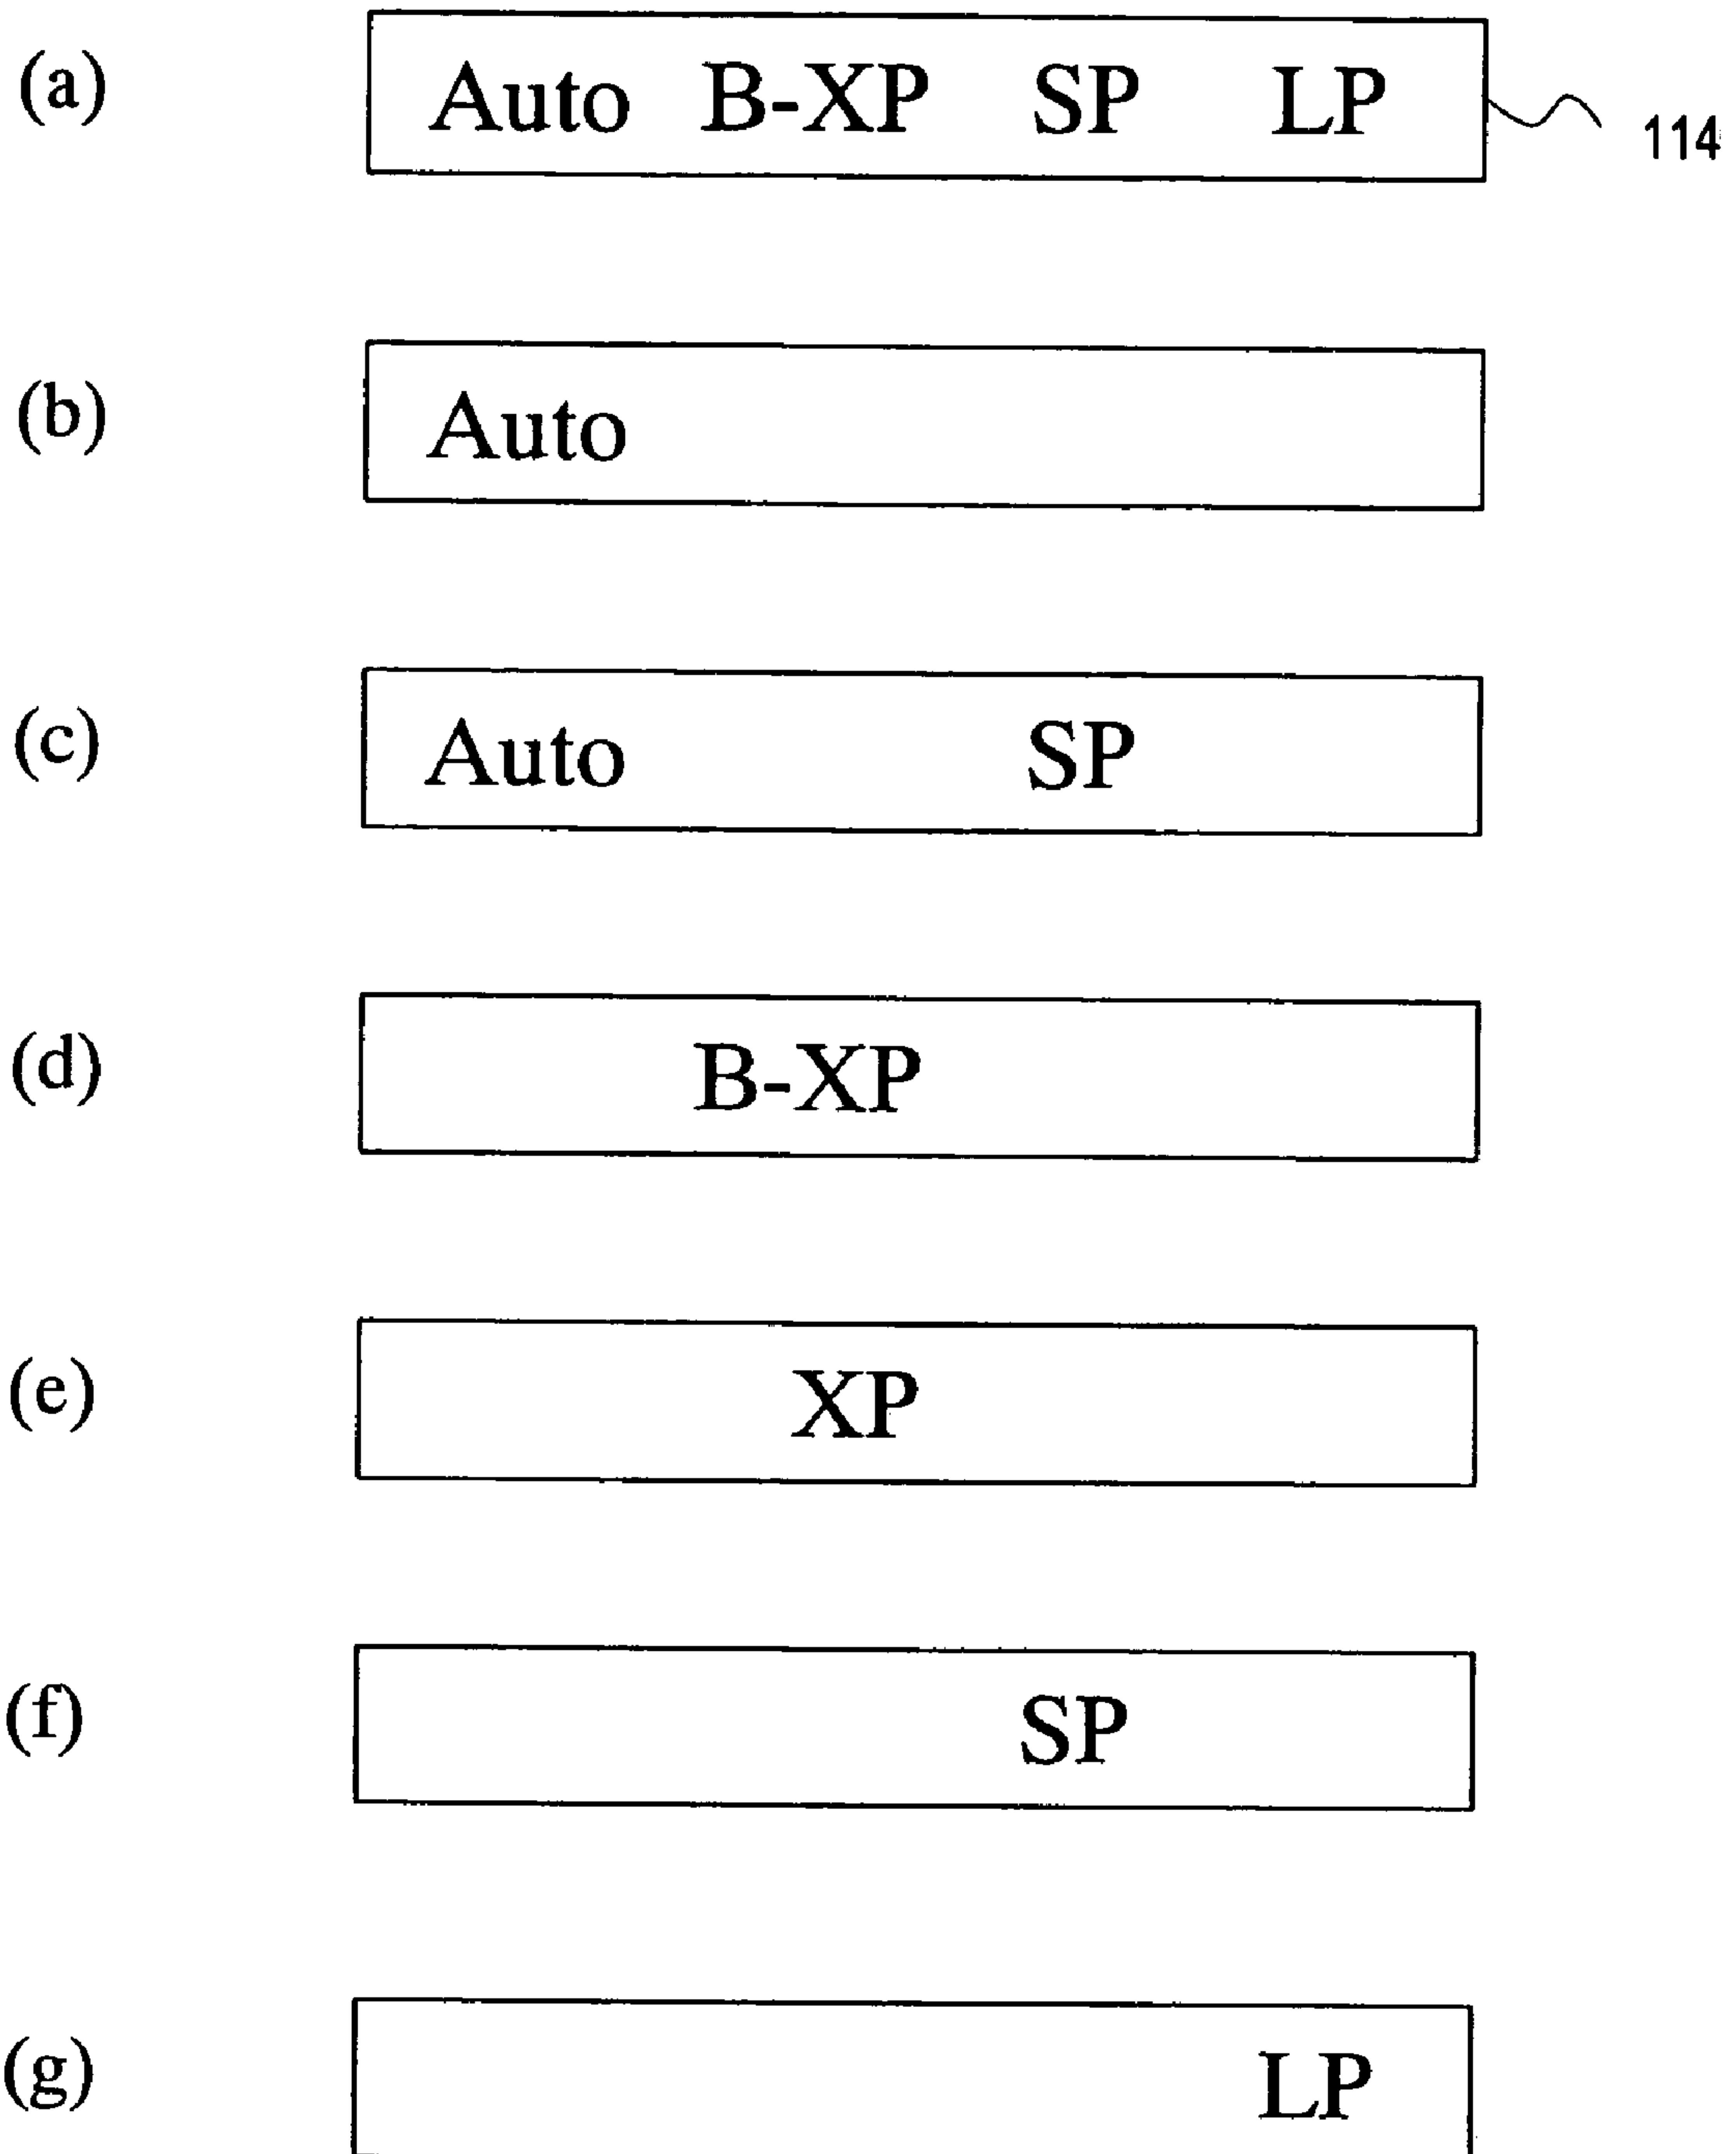 (a) Auto B-XP SP LP 114
(b) Auto
(c) Auto SP
(d) B-XP
(e) XP
(f) SP
(g) LP